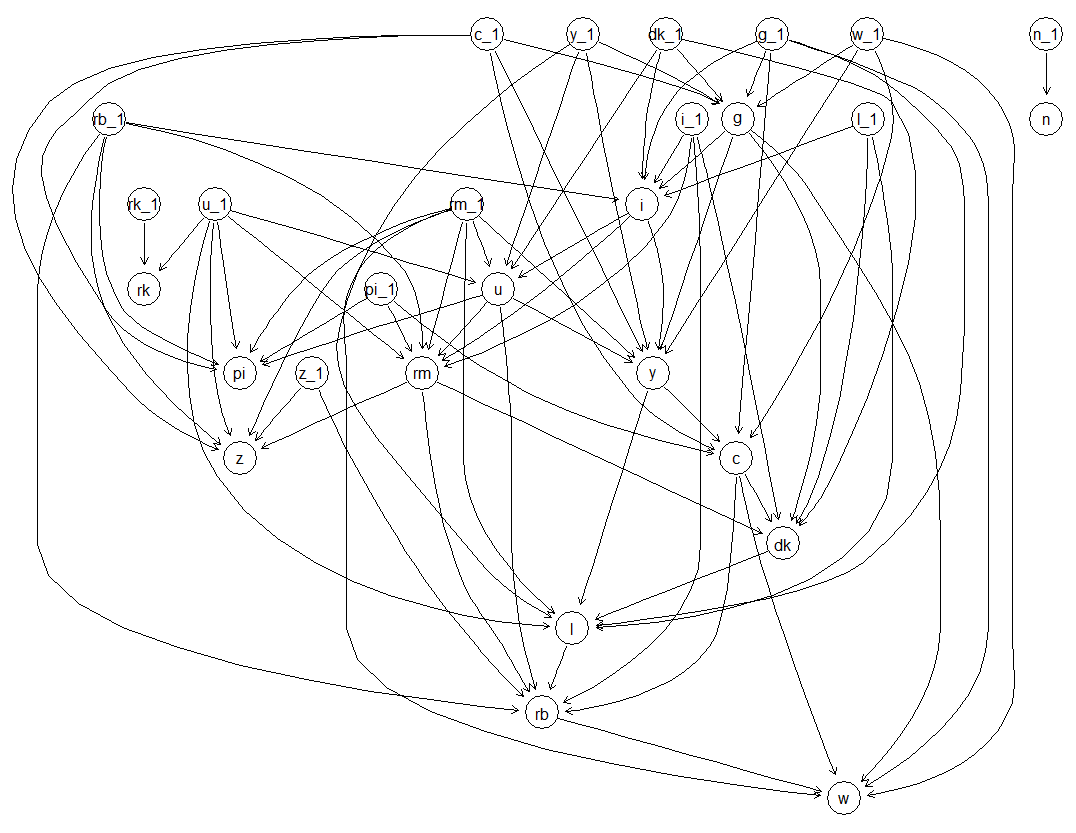 c_1 y_1 dk_1 g_1 w_1 n_1
rb_1 i_1 g l_1 n
rk_1 u_1 rm_1 i
rk pi_1 u
pi z_1 rm y
z c
dk
l
rb
w